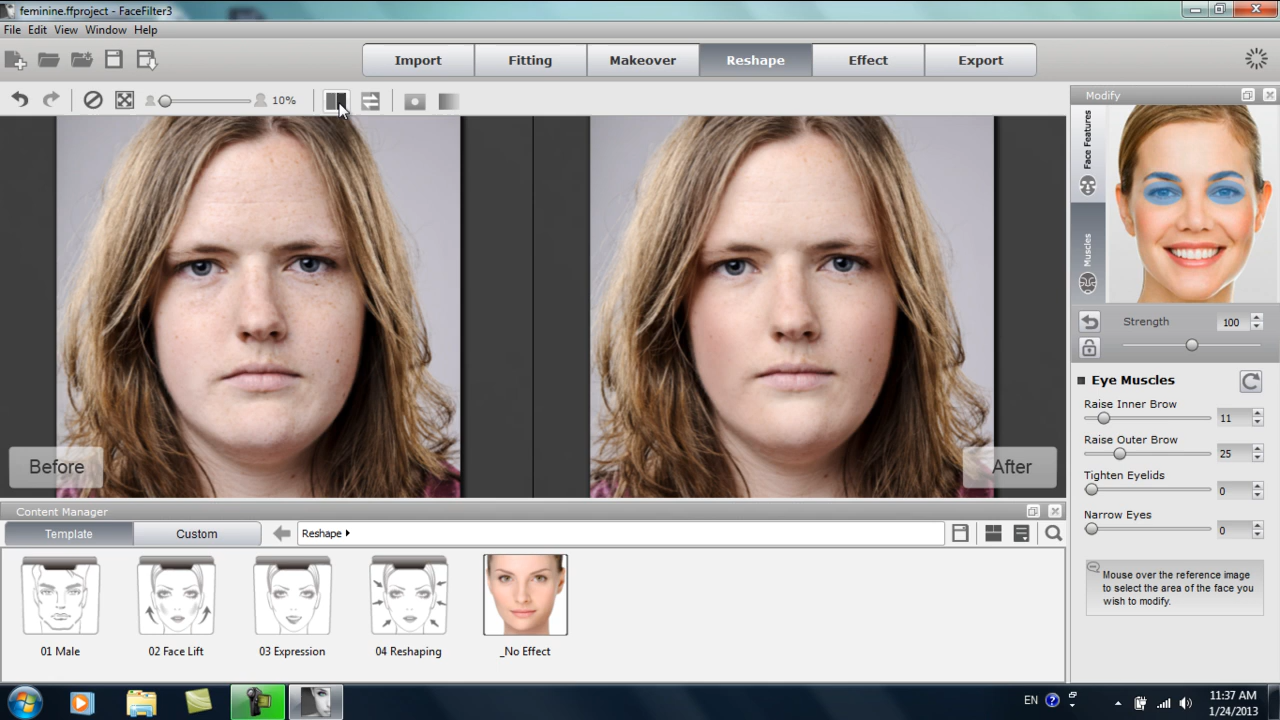 feminine.ffproject - FaceFilter3
File Edit View Window Help
Import Fitting Makeover Reshape Effect Export
10%
Modify
Face Features
Muscles
Strength 100
Eye Muscles
Raise Inner Brow
11
Raise Outer Brow
25
Tighten Eyelids
0
Narrow Eyes
0
Mouse over the reference image
to select the area of the face you
wish to modify.
Before
After
Content Manager
Template Custom Reshape
01 Male 02 Face Lift 03 Expression 04 Reshaping _No Effect
EN
11:37 AM
1/24/2013